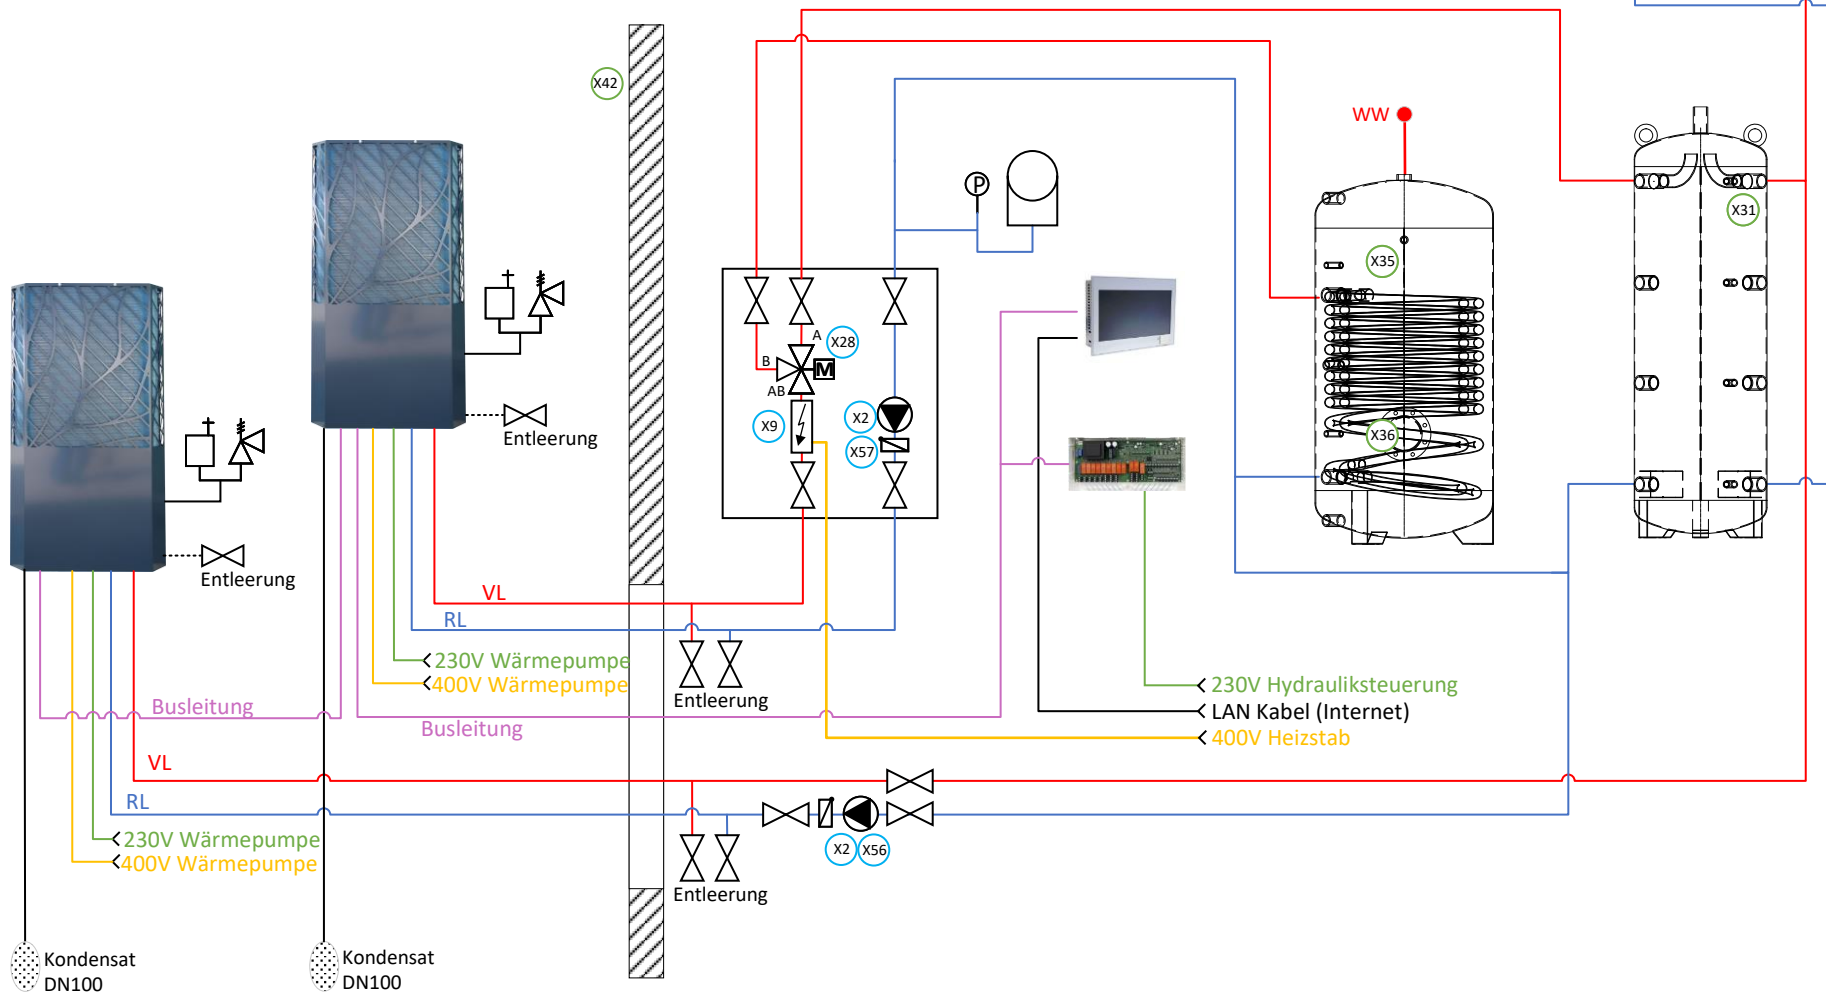 X42
WW
P
X31
X35
A
X28
B
M
AB
X9
X2
X57
X36
Entleerung
Entleerung
VL
RL
230V Wärmepumpe
400V Wärmepumpe
Entleerung
230V Hydrauliksteuerung
LAN Kabel (Internet)
400V Heizstab
Busleitung
Busleitung
VL
RL
230V Wärmepumpe
400V Wärmepumpe
X2
X56
Entleerung
Kondensat
DN100
Kondensat
DN100